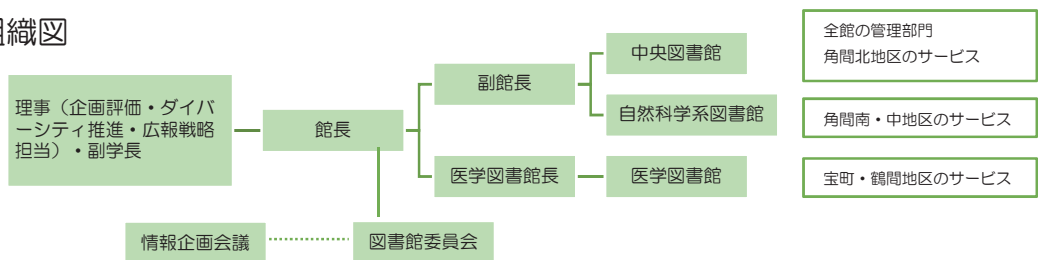 組織図
全館の管理部門
角間北地区のサービス
中央図書館
副館長
理事（企画評価・ダイバ
ーシティ推進・広報戦略
担当）・副学長
館長
自然科学系図書館
角間南・中地区のサービス
医学図書館長
医学図書館
宝町・鶴間地区のサービス
情報企画会議
図書館委員会